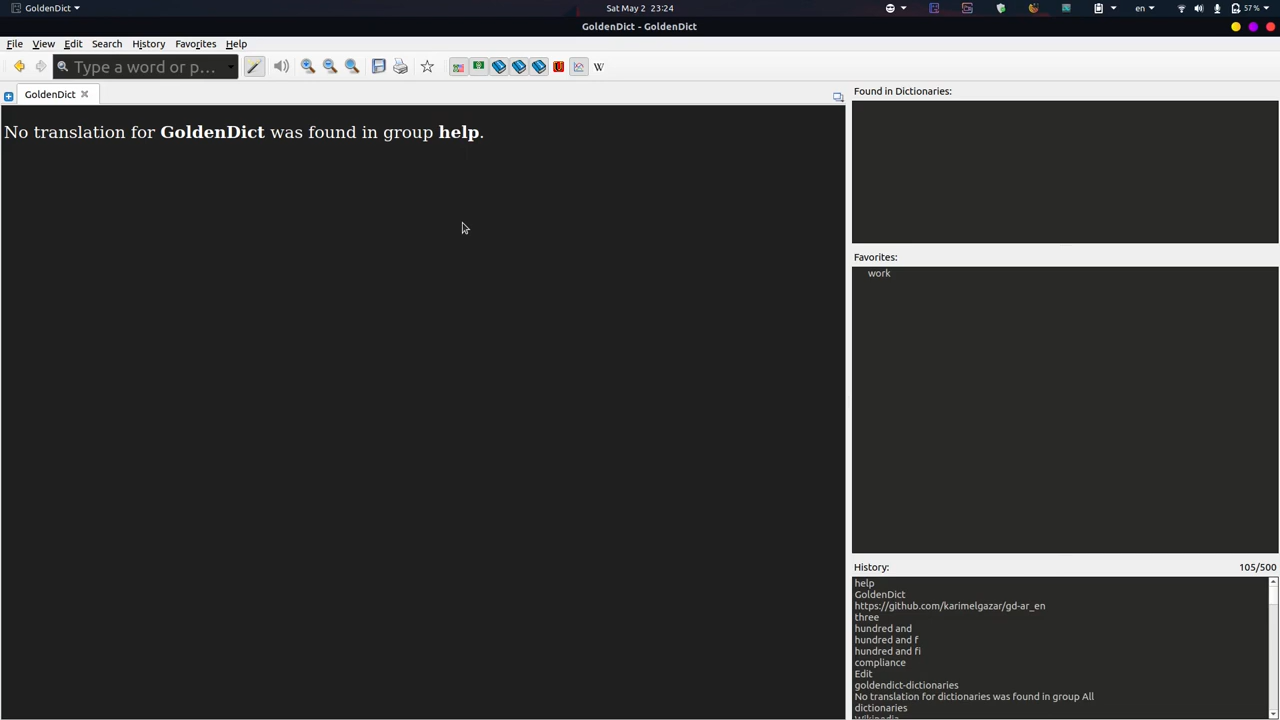 GoldenDict
Sat May 2 23:24
en
57 %
GoldenDict - GoldenDict
File View Edit Search History Favorites Help
Type a word or p...
W
GoldenDict
Found in Dictionaries:
No translation for GoldenDict was found in group help.
Favorites:
work
History: 105/500
help
GoldenDict
https://github.com/karimelgazar/gd-ar_en
three
hundred and
hundred and f
hundred and fi
compliance
Edit
goldendict-dictionaries
No translation for dictionaries was found in group All
dictionaries
Wikipedia